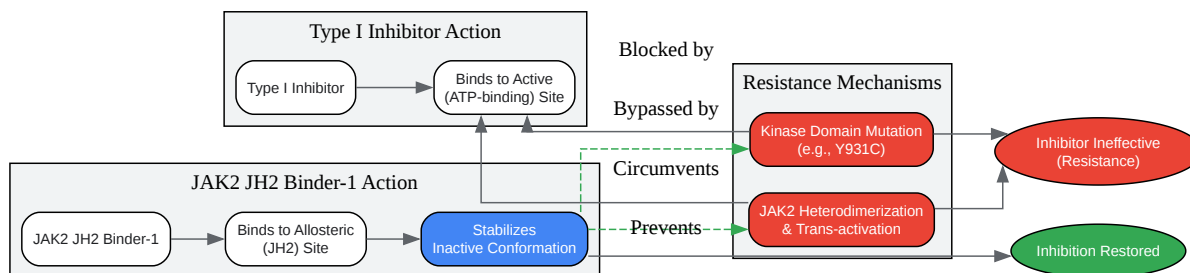 Type I Inhibitor Action
Type I Inhibitor
Binds to Active
(ATP-binding) Site
Blocked by
Bypassed by
Circumvents
Prevents
Resistance Mechanisms
Kinase Domain Mutation
(e.g., Y931C)
JAK2 Heterodimerization
& Trans-activation
Inhibitor Ineffective
(Resistance)
JAK2 JH2 Binder-1 Action
JAK2 JH2 Binder-1
Binds to Allosteric
(JH2) Site
Stabilizes
Inactive Conformation
Inhibition Restored